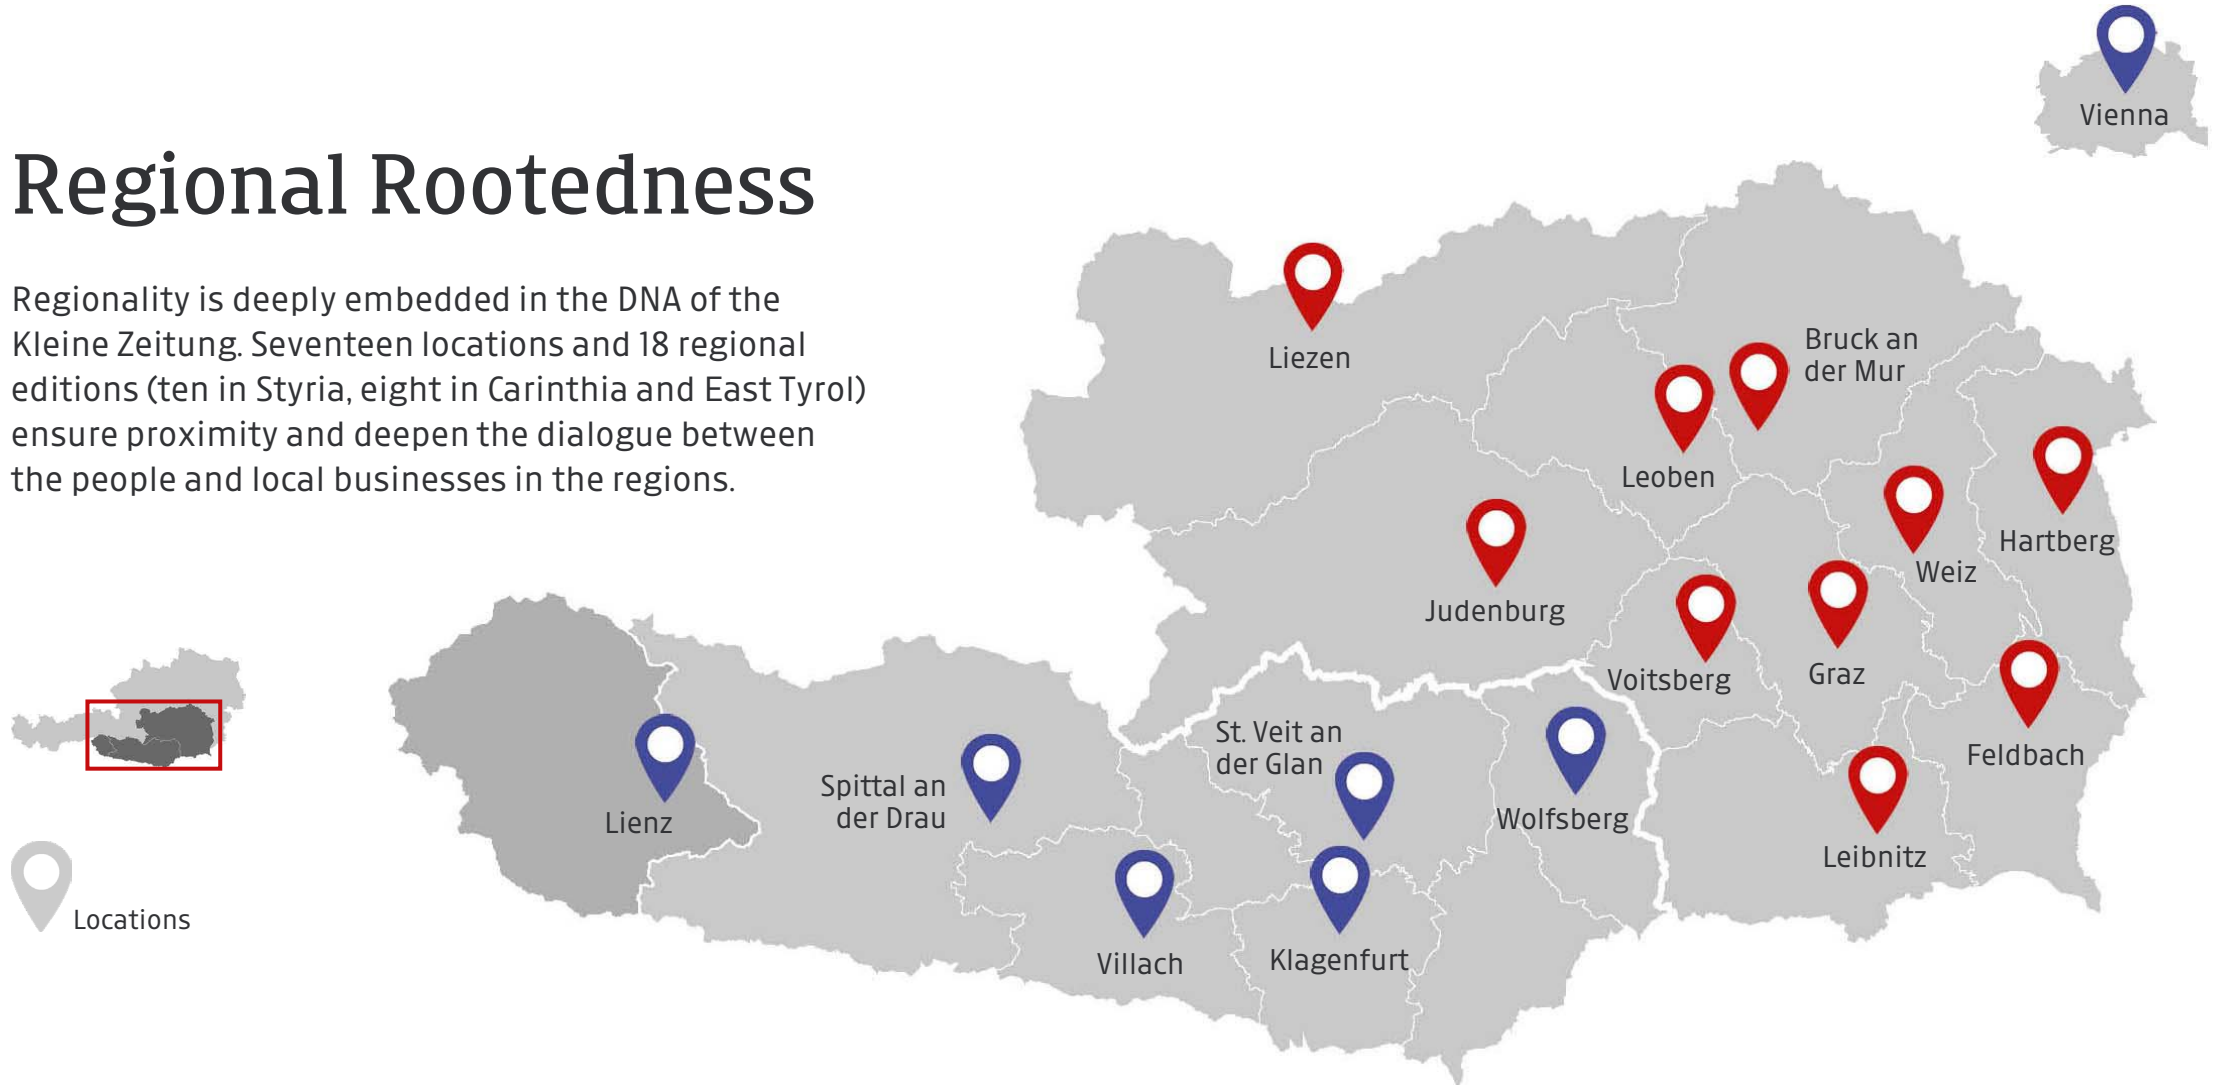 Regional Rootedness
Regionality is deeply embedded in the DNA of the
Kleine Zeitung. Seventeen locations and 18 regional
editions (ten in Styria, eight in Carinthia and East Tyrol)
ensure proximity and deepen the dialogue between
the people and local businesses in the regions.
Locations
Vienna
Liezen
Bruck an
der Mur
Leoben
Hartberg
Weiz
Judenburg
Voitsberg
Graz
Feldbach
Leibnitz
St. Veit an
der Glan
Wolfsberg
Spittal an
der Drau
Lienz
Villach
Klagenfurt